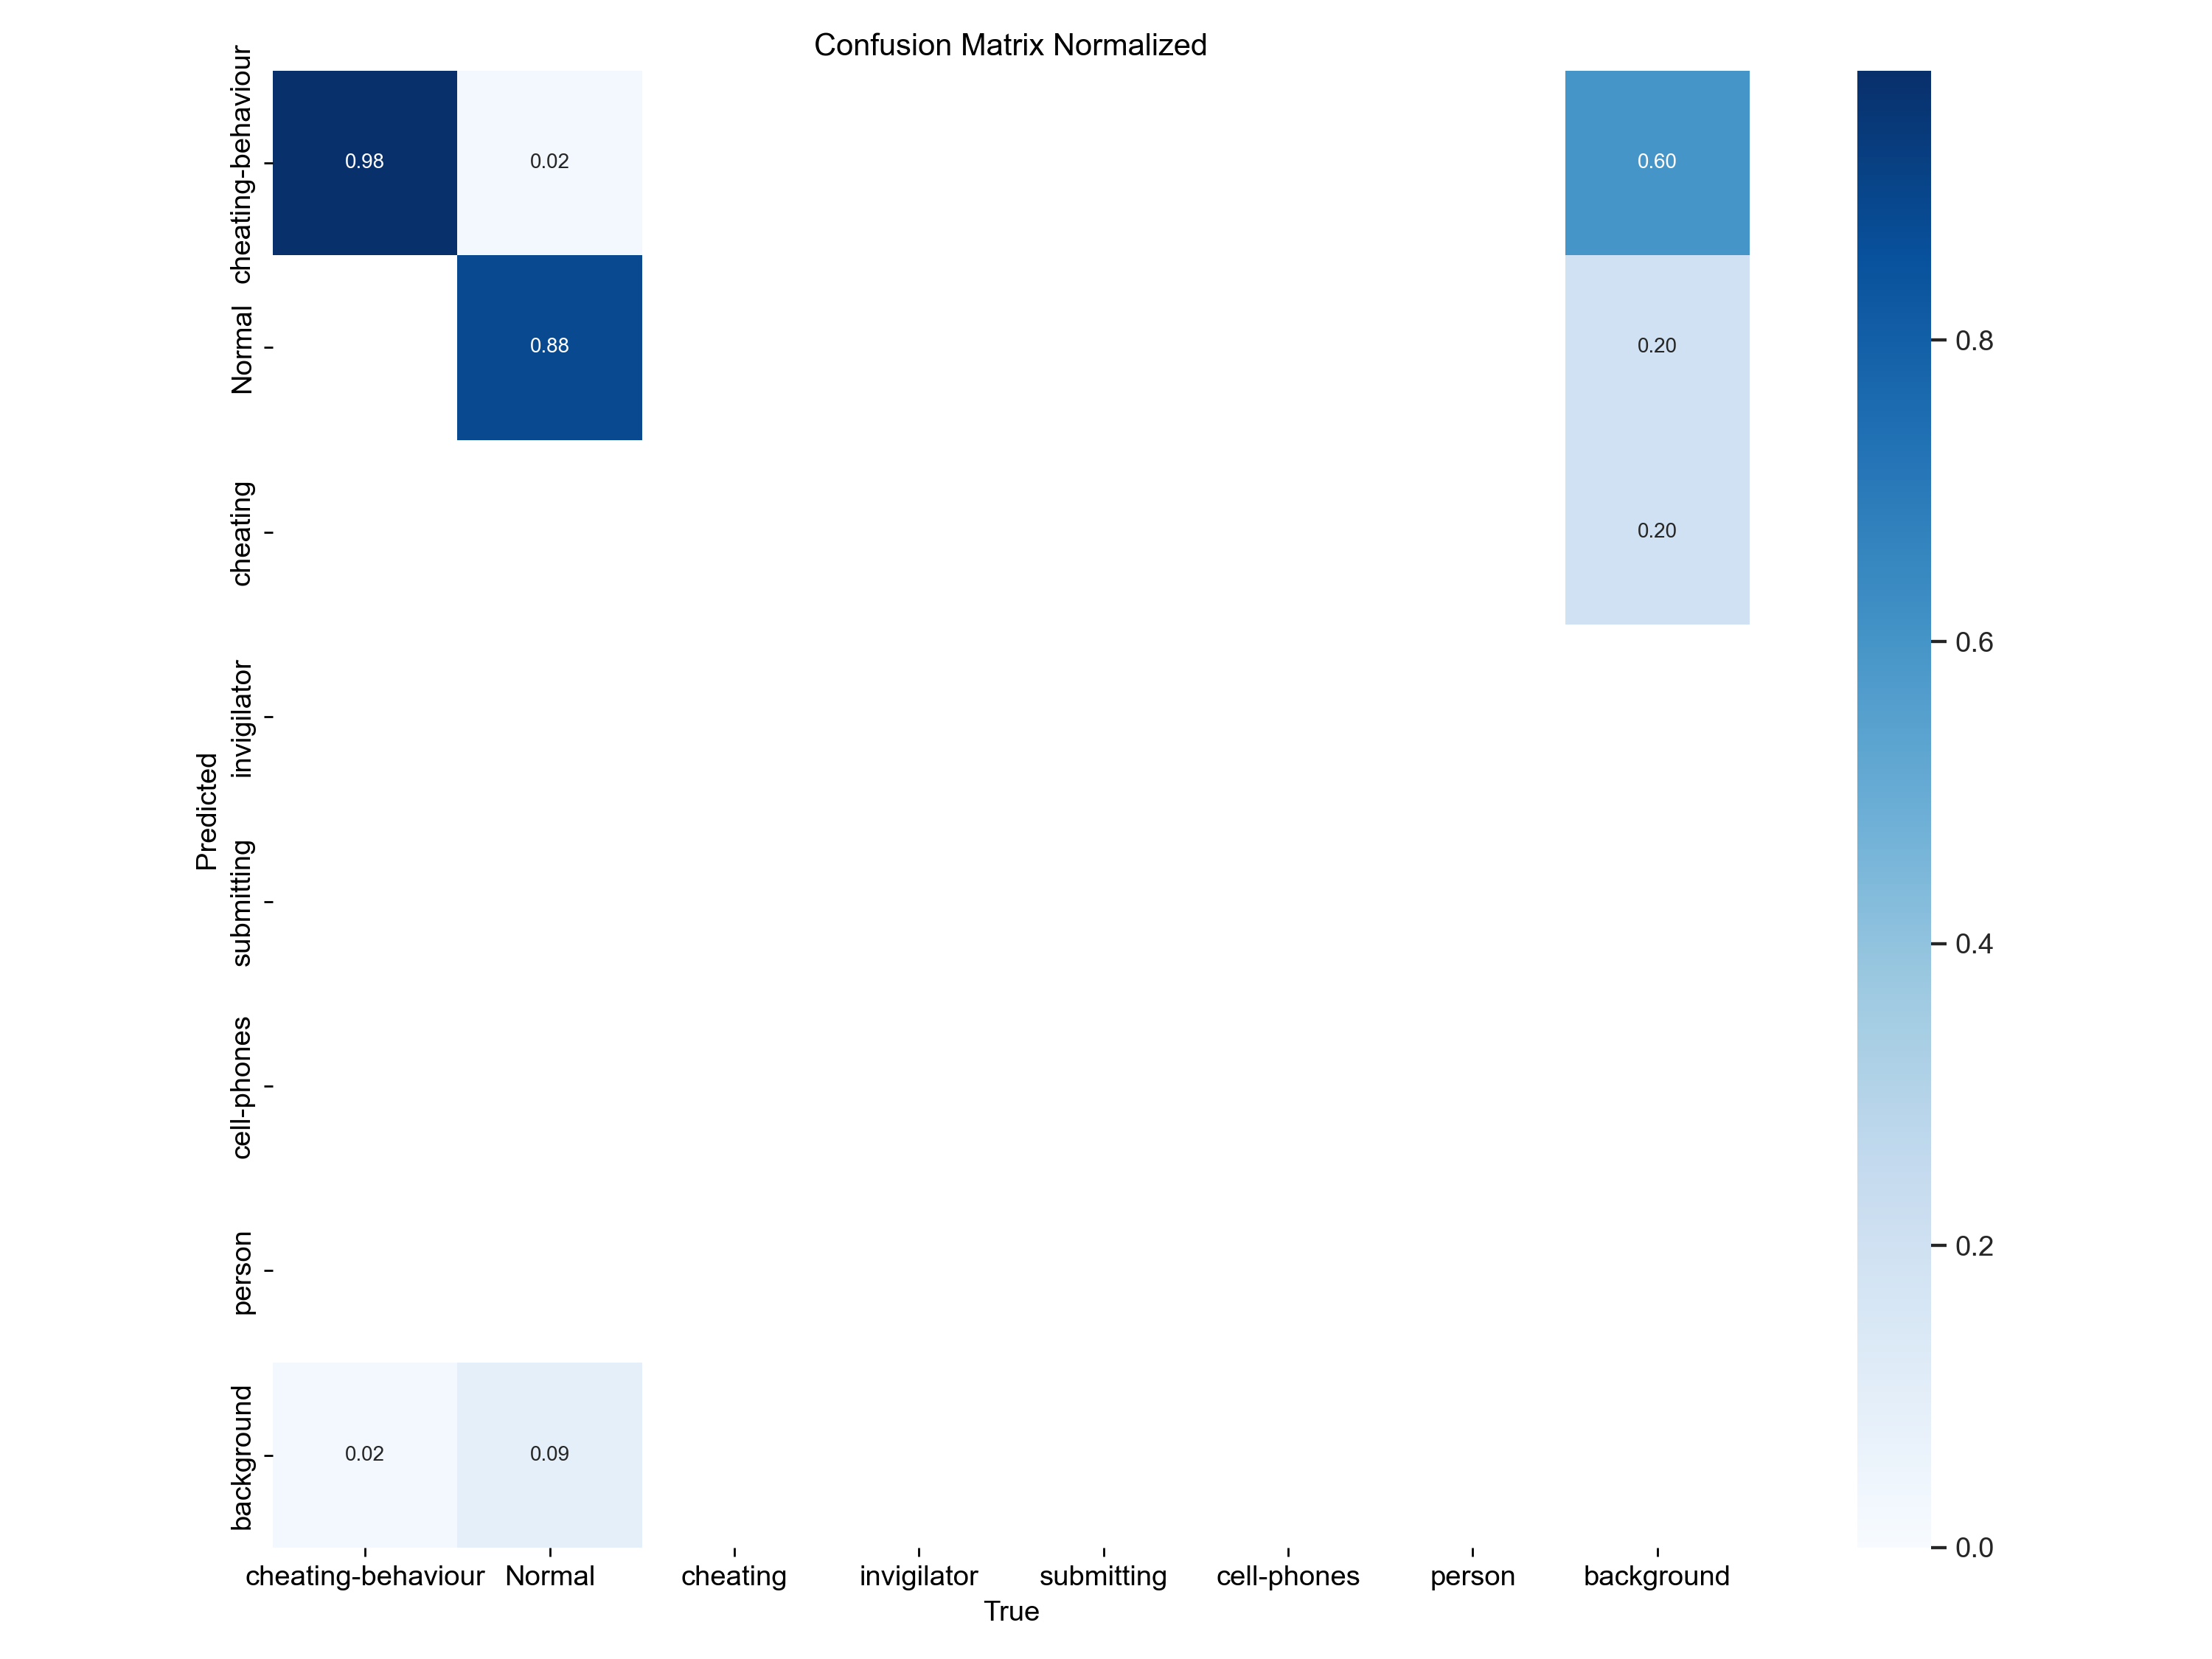 Confusion Matrix Normalized
cheating-behaviour
0.98
0.02
0.60
Normal
0.88
0.20
cheating
0.20
invigilator
submitting
cell-phones
person
background
0.02
0.09
Predicted
cheating-behaviour Normal cheating invigilator submitting cell-phones person background
True
0.8
0.6
0.4
0.2
0.0